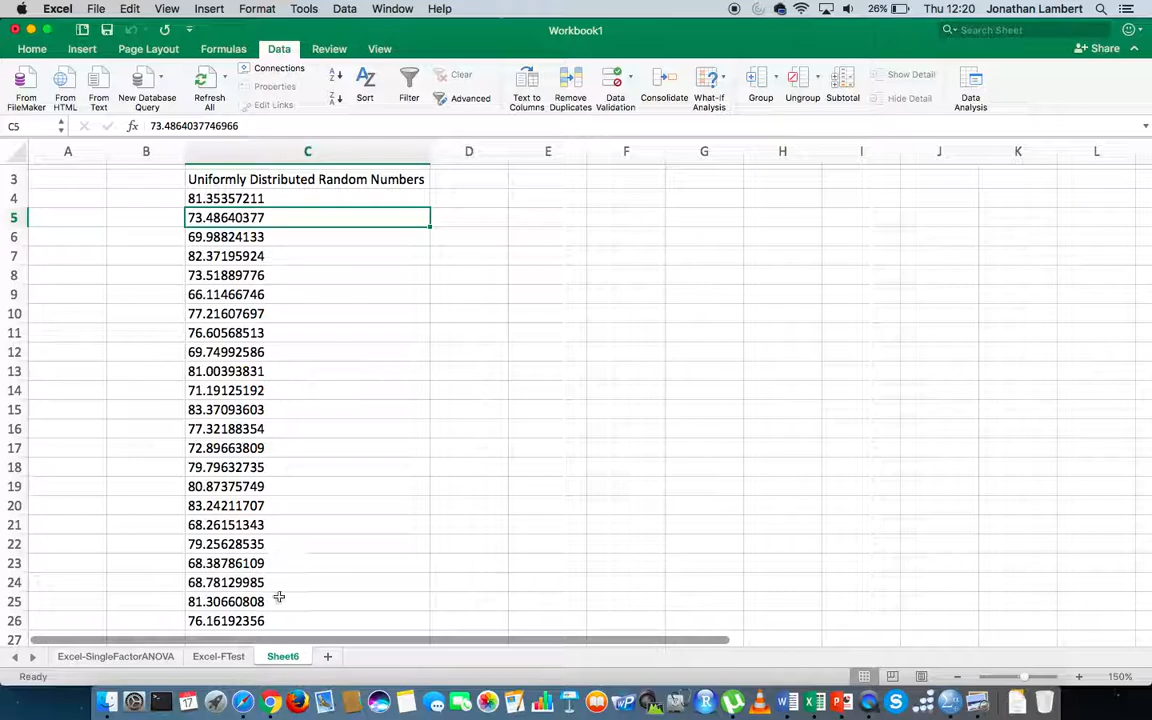 Excel File Edit View Insert Format Tools Data Window Help 26% Thu 12:20 Jonathan Lambert
Workbook1 Search Sheet
Home Insert Page Layout Formulas Data Review View Share
From FileMaker From HTML From Text New Database Query Refresh All Connections Properties Edit Links Sort Filter Clear Advanced Text to Columns Remove Duplicates Data Validation Consolidate What-If Analysis Group Ungroup Subtotal Show Detail Hide Detail Data Analysis
C5 fx 73.4864037746966
A B C D E F G H I J K L
3 Uniformly Distributed Random Numbers
4 81.35357211
5 73.48640377
6 69.98824133
7 82.37195924
8 73.51889776
9 66.11466746
10 77.21607697
11 76.60568513
12 69.74992586
13 81.00393831
14 71.19125192
15 83.37093603
16 77.32188354
17 72.89663809
18 79.79632735
19 80.87375749
20 83.24211707
21 68.26151343
22 79.25628535
23 68.38786109
24 68.78129985
25 81.30660808
26 76.16192356
27
Excel-SingleFactorANOVA Excel-FTest Sheet6 +
Ready 150%
17